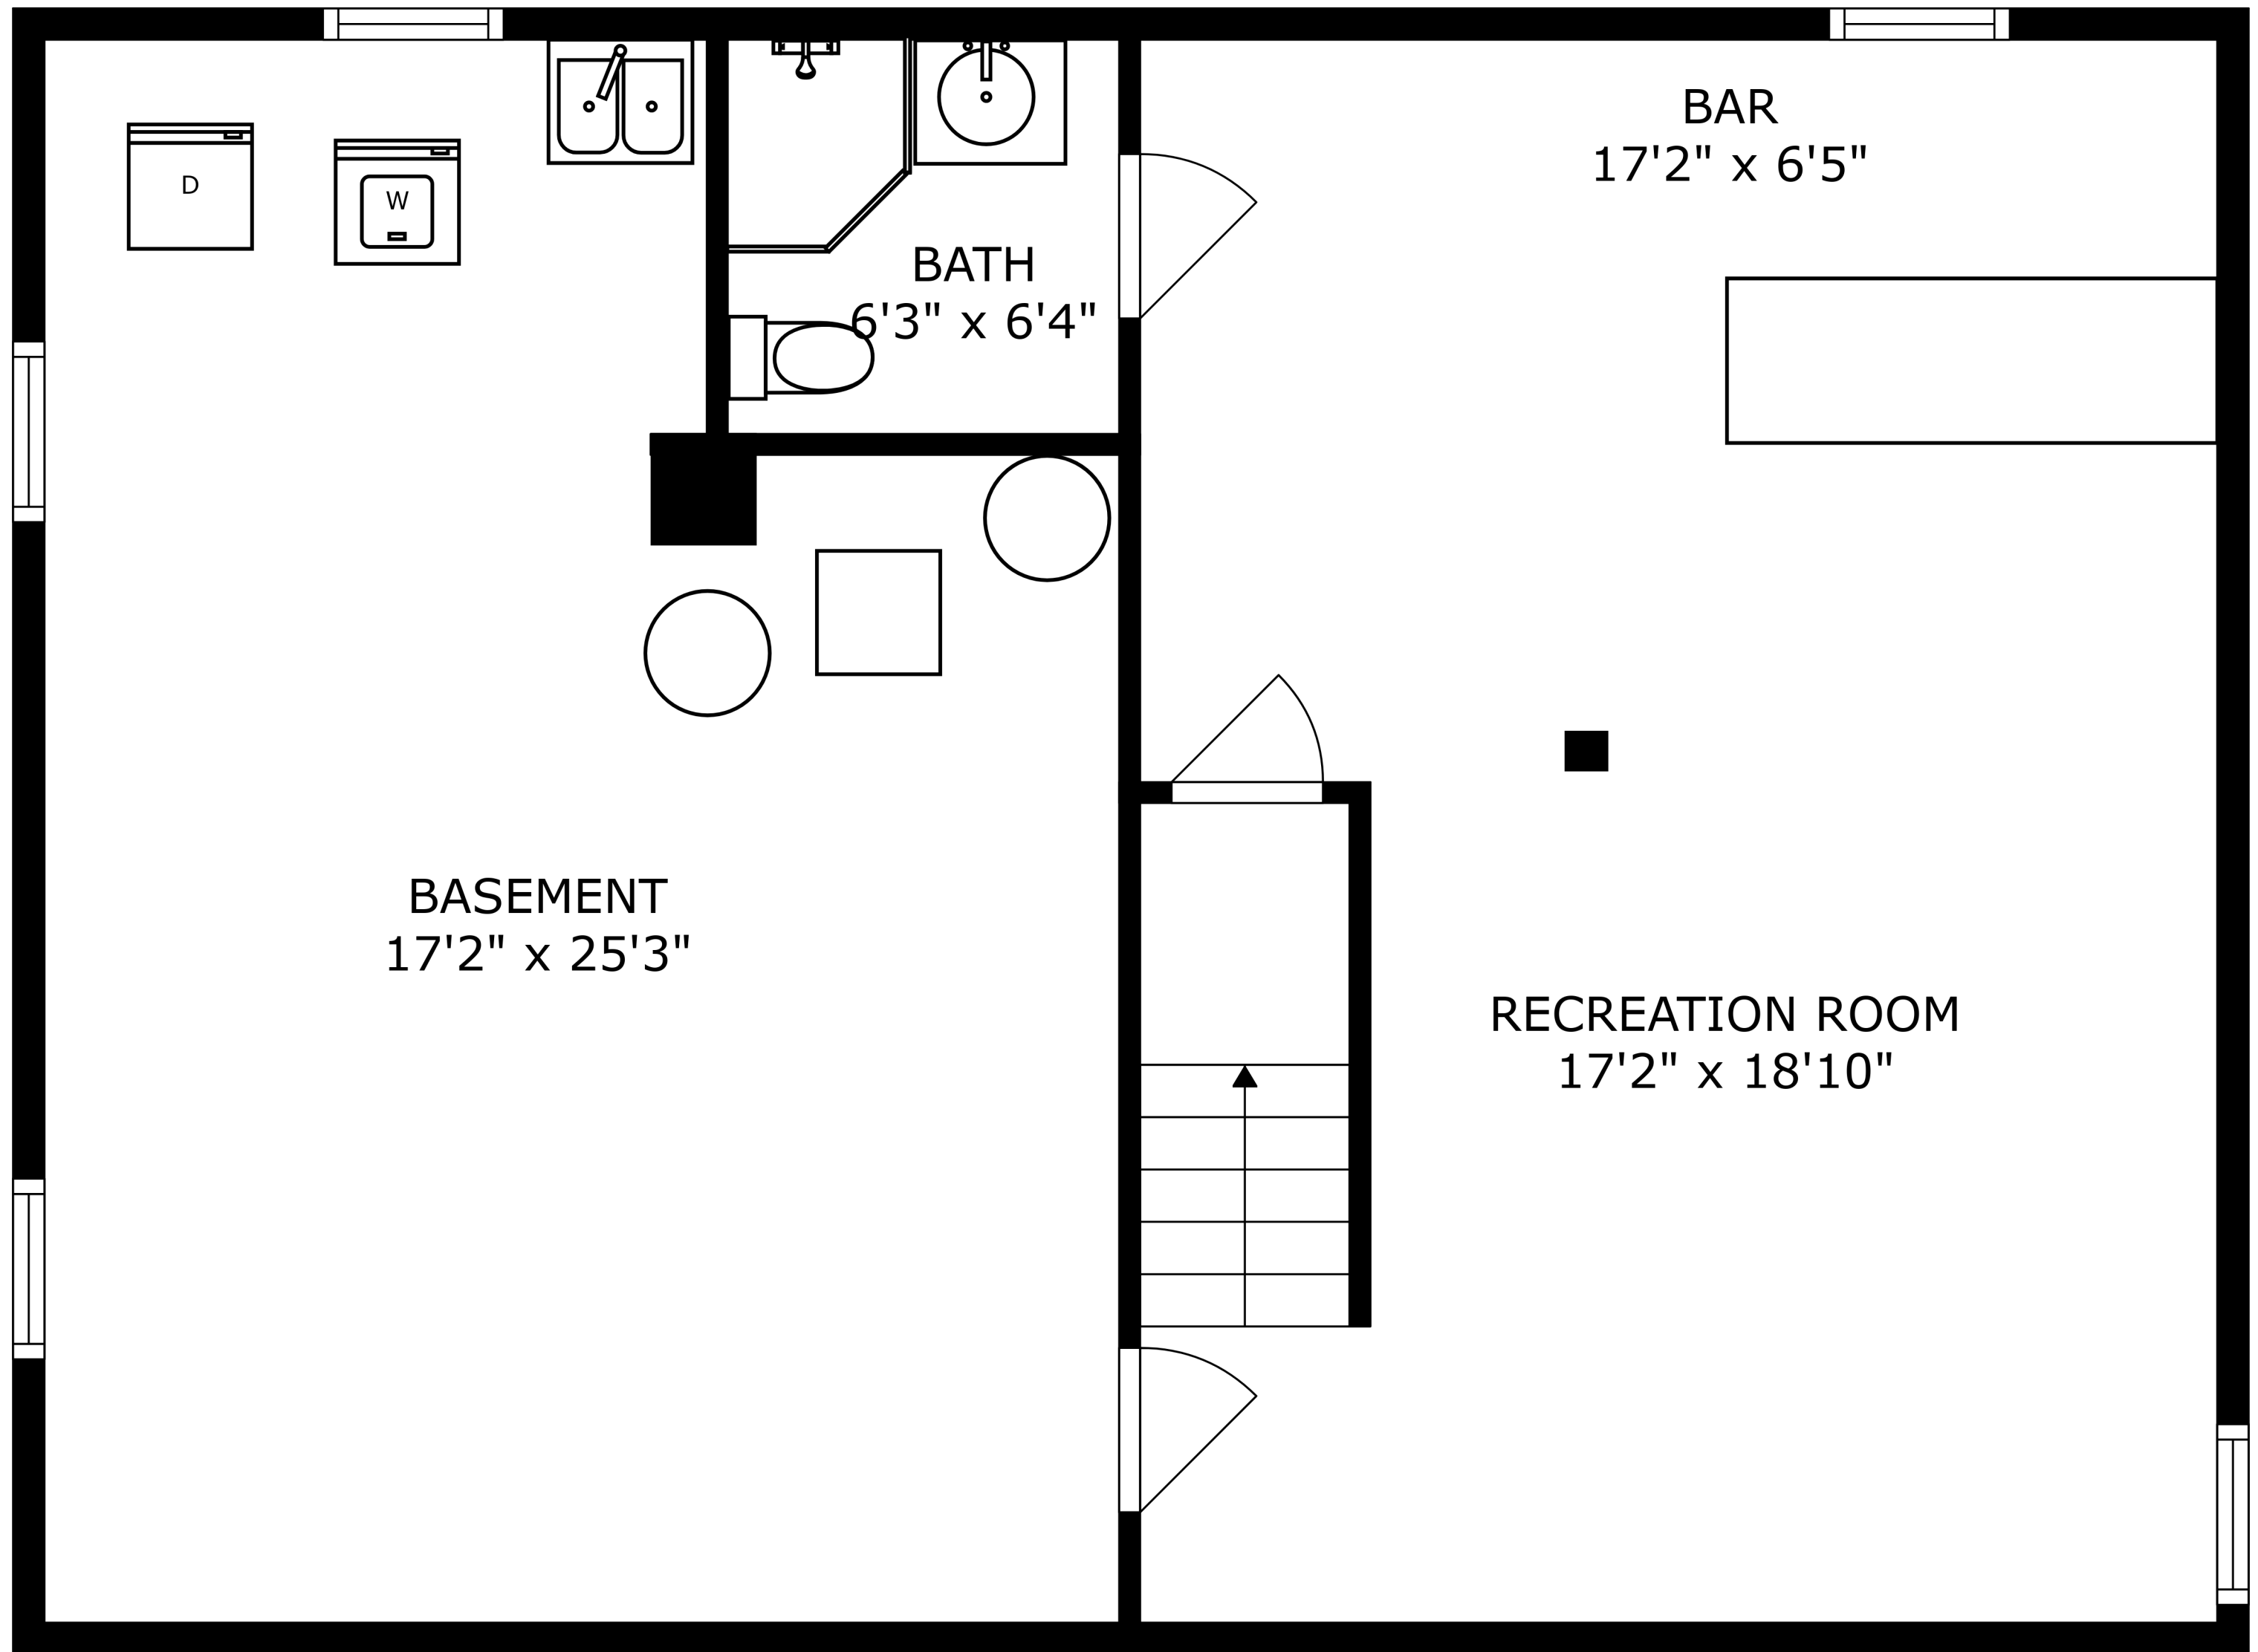 BAR
17'2" x 6'5"
D
W
BATH
6'3" x 6'4"
BASEMENT
17'2" x 25'3"
RECREATION ROOM
17'2" x 18'10"